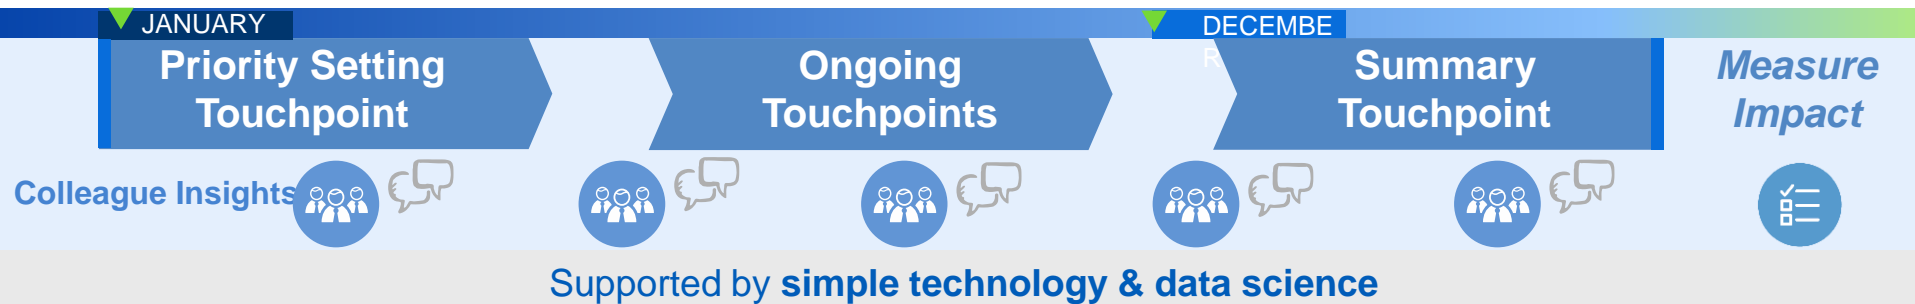 JANUARY
DECEMBE
R
Priority Setting
Touchpoint
Ongoing
Touchpoints
Summary
Touchpoint
Measure
Impact
Colleague Insights
Supported by simple technology & data science